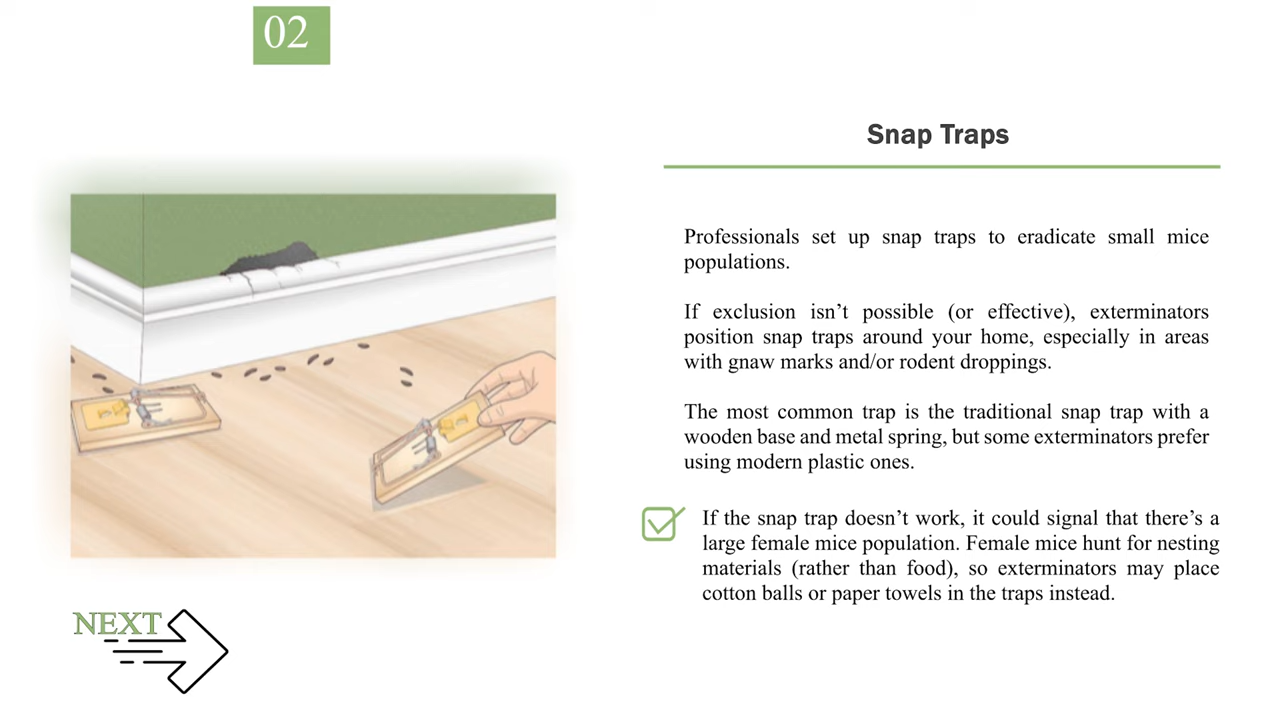 02
Snap Traps
Professionals set up snap traps to eradicate small mice
populations.
If exclusion isn’t possible (or effective), exterminators
position snap traps around your home, especially in areas
with gnaw marks and/or rodent droppings.
The most common trap is the traditional snap trap with a
wooden base and metal spring, but some exterminators prefer
using modern plastic ones.
If the snap trap doesn’t work, it could signal that there’s a
large female mice population. Female mice hunt for nesting
materials (rather than food), so exterminators may place
cotton balls or paper towels in the traps instead.
NEXT